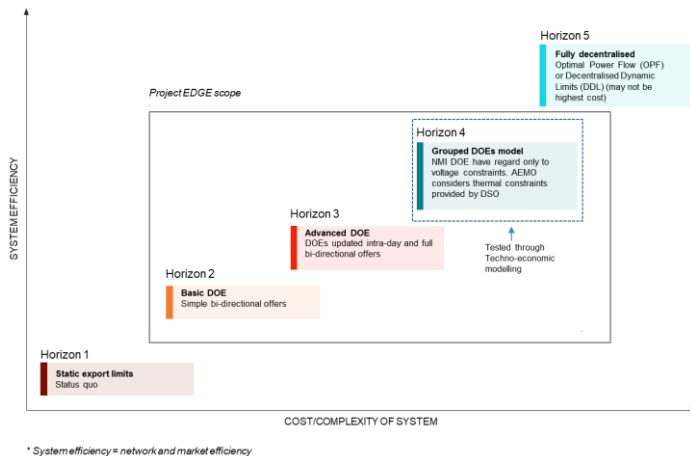 Horizon 5
Fully decentralised
Optimal Power Flow (OPF)
or Decentralised Dynamic
Limits (DDL) (may not be
highest cost)
Project EDGE scope
Horizon 4
Grouped DOEs model
NMI DOE have regard only to
voltage constraints. AEMO
considers thermal constraints
provided by DSO
Horizon 3
Advanced DOE
DOEs updated intra-day and full
bi-directional offers
Tested through
Techno-economic
modelling
Horizon 2
Basic DOE
Simple bi-directional offers
Horizon 1
Static export limits
Status quo
SYSTEM EFFICIENCY
COST/COMPLEXITY OF SYSTEM
* System efficiency = network and market efficiency